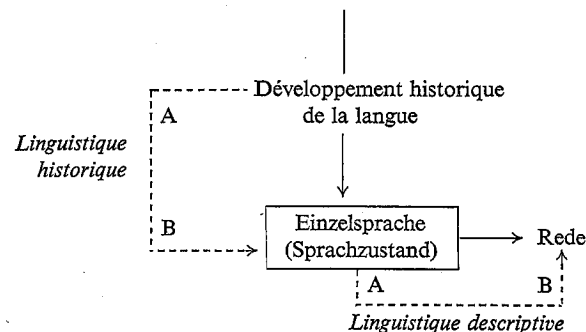 Développement historique
de la langue
A
Linguistique
historique
B
Einzelsprache
(Sprachzustand)
Rede
A
B
Linguistique descriptive